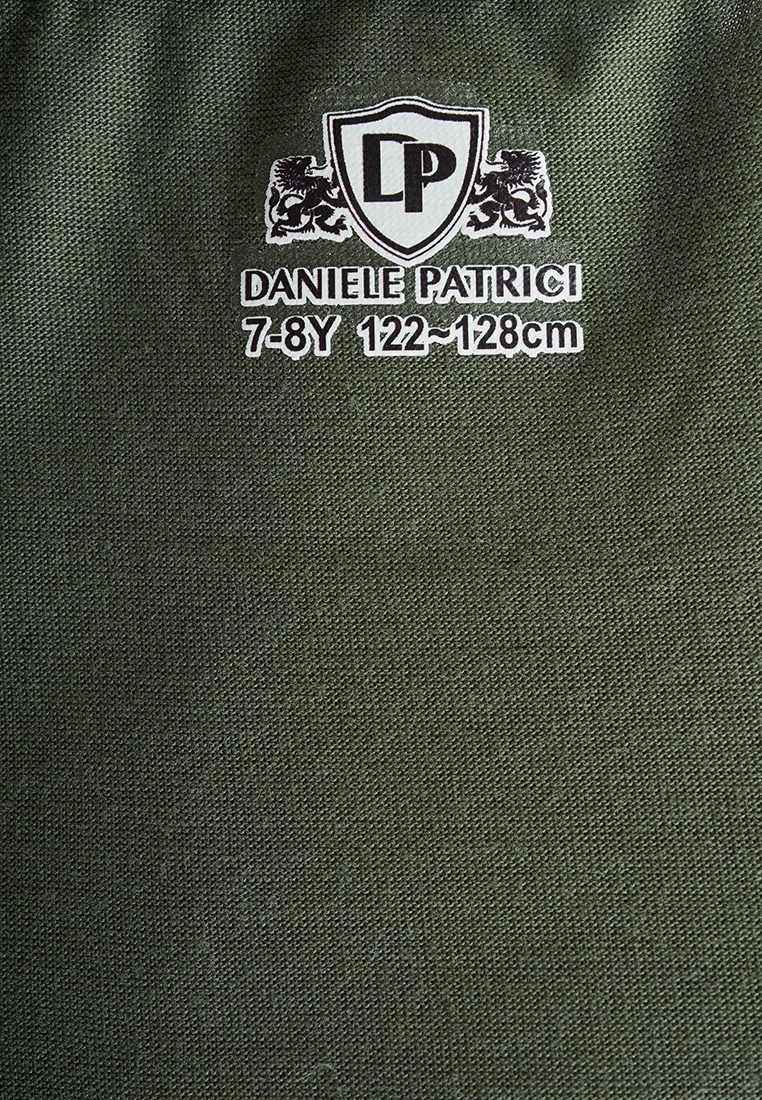 DP
DANIELE PATRICI
7-8Y 122~128cm